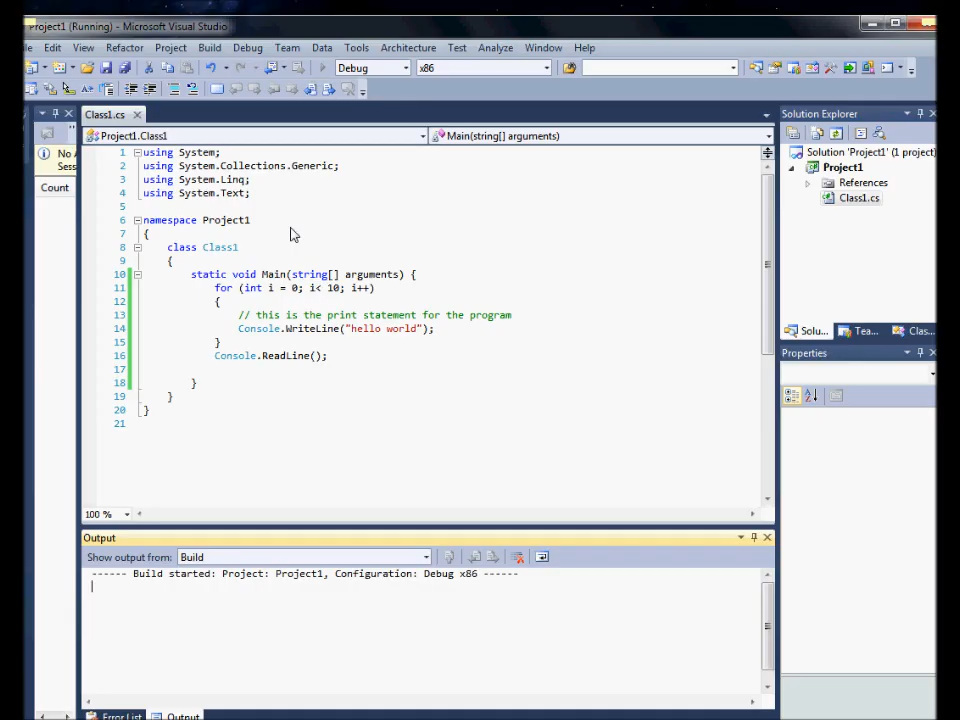 Project1 (Running) - Microsoft Visual Studio
Edit View Refactor Project Build Debug Team Data Tools Architecture Test Analyze Window Help
Debug x86
Class1.cs
Solution Explorer
Project1.Class1 Main(string[] arguments)
No
Sess
Count
1 using System;
2 using System.Collections.Generic;
3 using System.Linq;
4 using System.Text;
5
6 namespace Project1
7 {
8 class Class1
9 {
10 static void Main(string[] arguments) {
11 for (int i = 0; i< 10; i++)
12 {
13 // this is the print statement for the program
14 Console.WriteLine("hello world");
15 }
16 Console.ReadLine();
17
18 }
19 }
20 }
21
100 %
Solution 'Project1' (1 project)
Project1
References
Class1.cs
Solu... Tea... Clas...
Properties
Output
Show output from: Build
------ Build started: Project: Project1, Configuration: Debug x86 ------
Error List Output